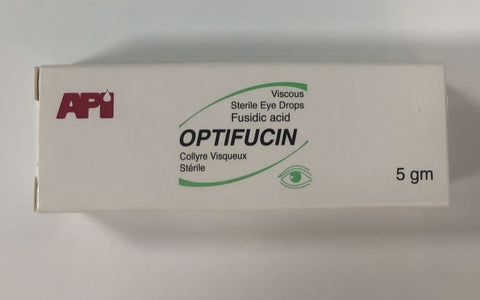 API
Viscous
Sterile Eye Drops
Fusidic acid
OPTIFUCIN
Collyre Visqueux
Stérile
5 gm